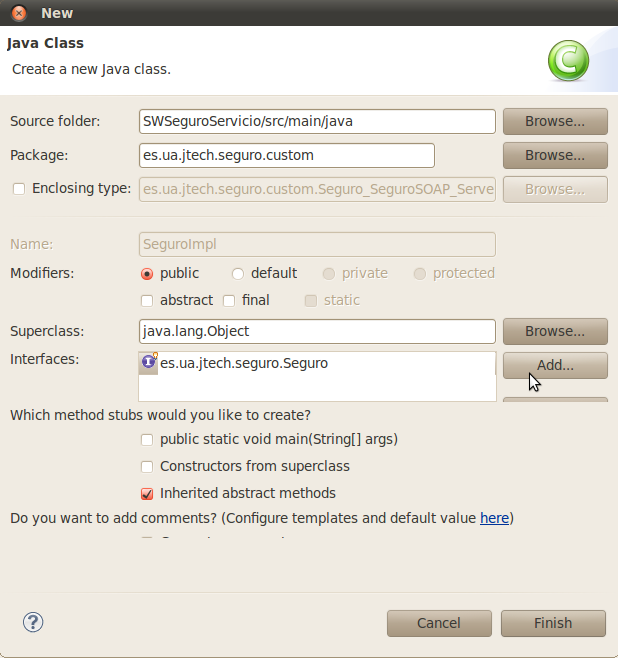 New
Java Class
Create a new Java class.
Source folder: SWSeguroServicio/src/main/java Browse...
Package: es.ua.jtech.seguro.custom Browse...
Enclosing type: es.ua.jtech.seguro.custom.Seguro_SeguroSOAP_Serve Browse...
Name: SeguroImpl
Modifiers: public default private protected
abstract final static
Superclass: java.lang.Object Browse...
Interfaces: es.ua.jtech.seguro.Seguro Add...
Which method stubs would you like to create?
public static void main(String[] args)
Constructors from superclass
Inherited abstract methods
Do you want to add comments? (Configure templates and default value here)
Cancel Finish